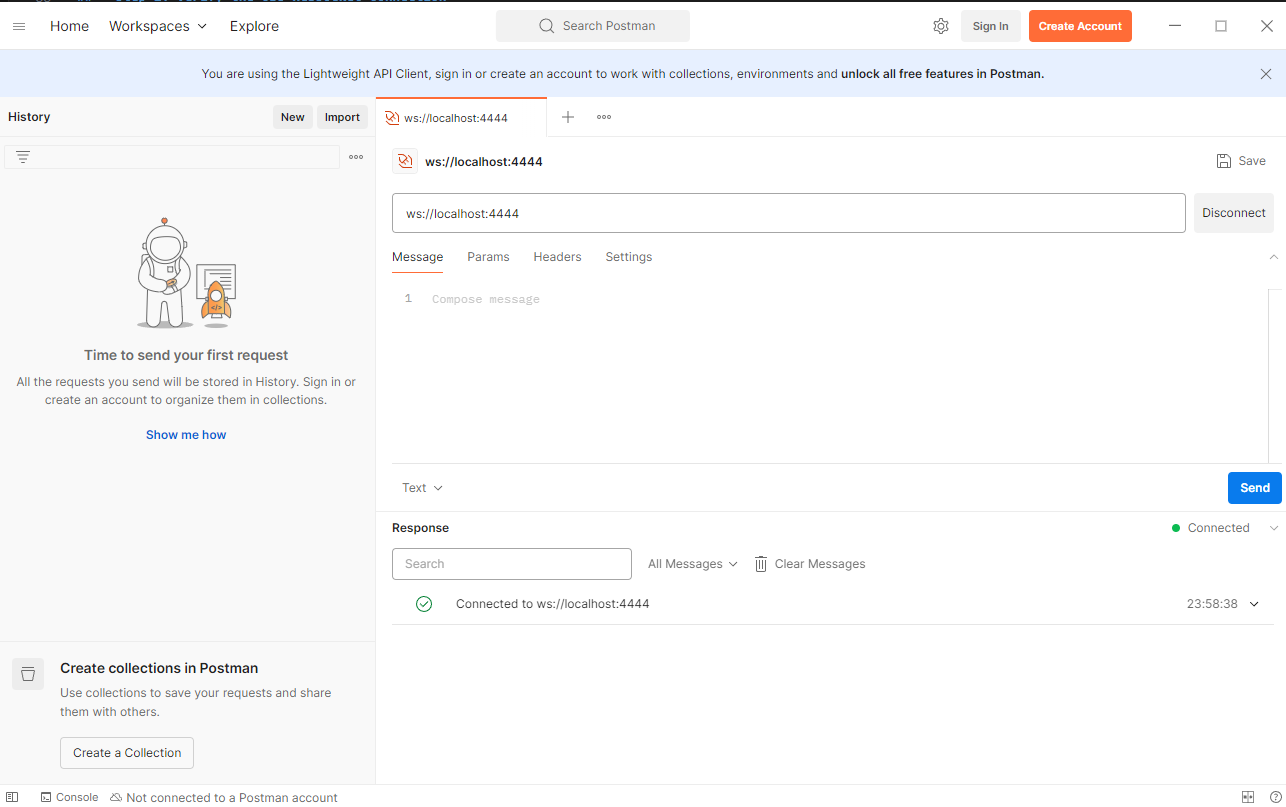 Home
Workspaces
Explore
Search Postman
Sign In
Create Account
You are using the Lightweight API Client, sign in or create an account to work with collections, environments and unlock all free features in Postman.
History
New
Import
ws://localhost:4444
ws://localhost:4444
Save
ws://localhost:4444
Disconnect
Message
Params
Headers
Settings
1
Compose message
</>
Time to send your first request
All the requests you send will be stored in History. Sign in or
create an account to organize them in collections.
Show me how
Text
Send
Response
Connected
Search
All Messages
Clear Messages
Connected to ws://localhost:4444
23:58:38
Create collections in Postman
Use collections to save your requests and share
them with others.
Create a Collection
Console
Not connected to a Postman account